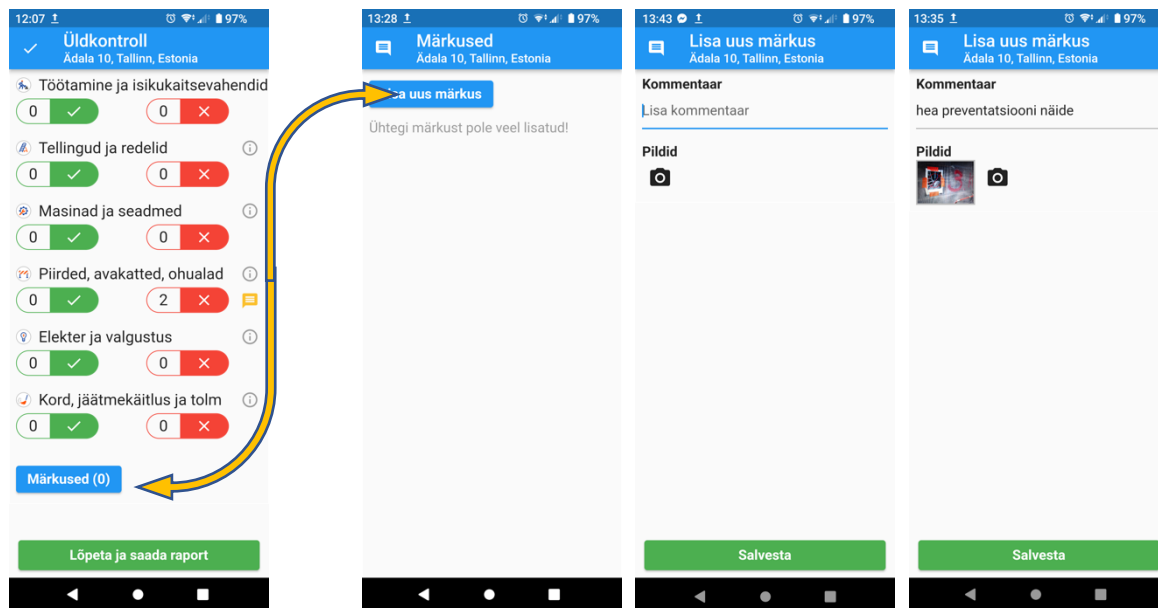 12:07
97%
Üldkontroll
Ädala 10, Tallinn, Estonia
Töötamine ja isikukaitsevahendid
0
0
Tellingud ja redelid
0
0
Masinad ja seadmed
0
0
Piirded, avakatted, ohualad
0
2
Elekter ja valgustus
0
0
Kord, jäätmekäitlus ja tolm
0
0
Märkused (0)
Lõpeta ja saada raport
13:28
97%
Märkused
Ädala 10, Tallinn, Estonia
uus märkus
Ühtegi märkust pole veel lisatud!
13:43
97%
Lisa uus märkus
Ädala 10, Tallinn, Estonia
Kommentaar
Lisa kommentaar
Pildid
Salvesta
13:35
97%
Lisa uus märkus
Ädala 10, Tallinn, Estonia
Kommentaar
hea preventatsiooni näide
Pildid
Salvesta